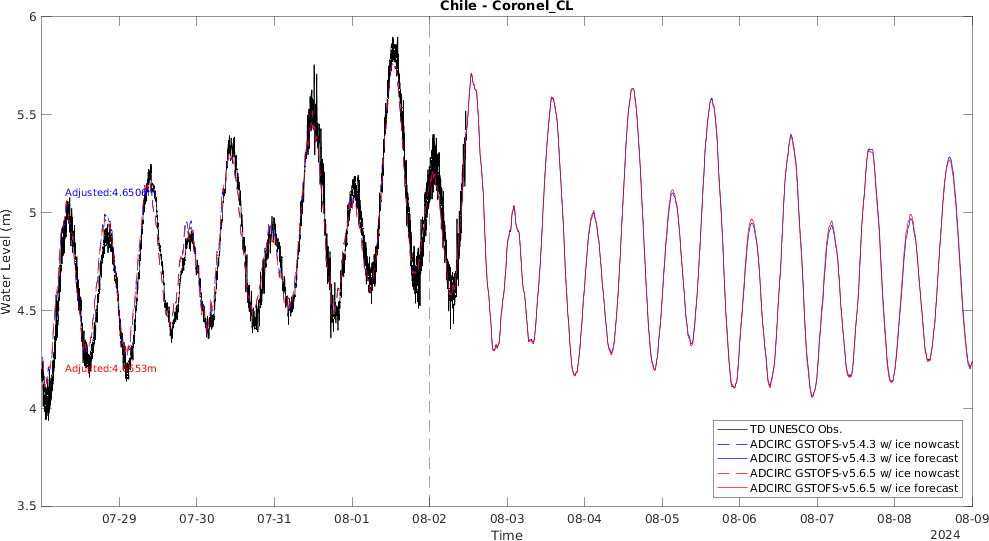 Chile - Coronel_CL
6
5.5
5
4.5
4
3.5
Water Level (m)
07-29
07-30
07-31
08-01
08-02
08-03
08-04
08-05
08-06
08-07
08-08
08-09
Time
2024
TD UNESCO Obs.
ADCIRC GSTOFS-v5.4.3 w/ ice nowcast
ADCIRC GSTOFS-v5.4.3 w/ ice forecast
ADCIRC GSTOFS-v5.6.5 w/ ice nowcast
ADCIRC GSTOFS-v5.6.5 w/ ice forecast